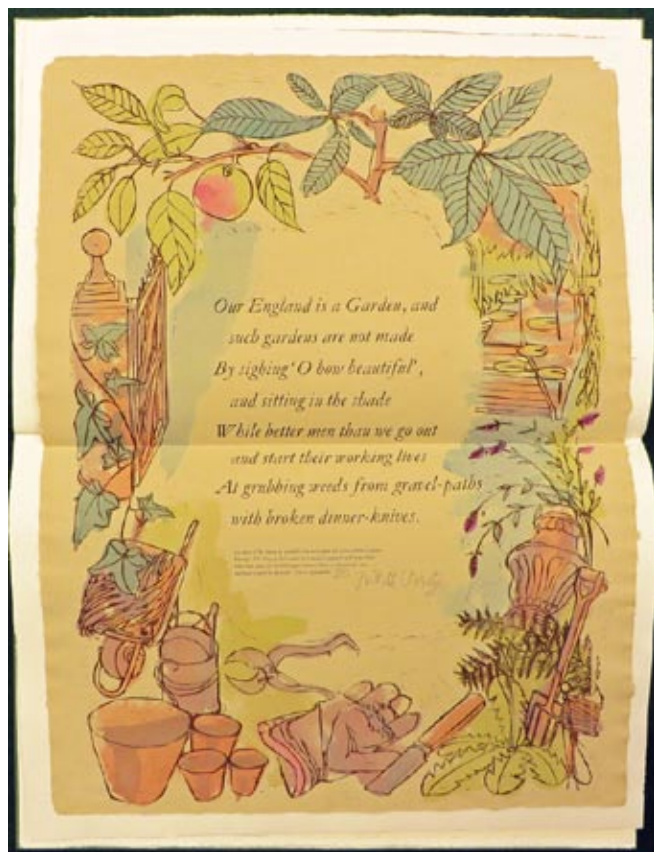 Our England is a Garden, and
such gardens are not made
By sighing ‘O how beautiful’,
and sitting in the shade
While better men than we go out
and start their working lives
At grubbing weeds from gravel-paths
with broken dinner-knives.